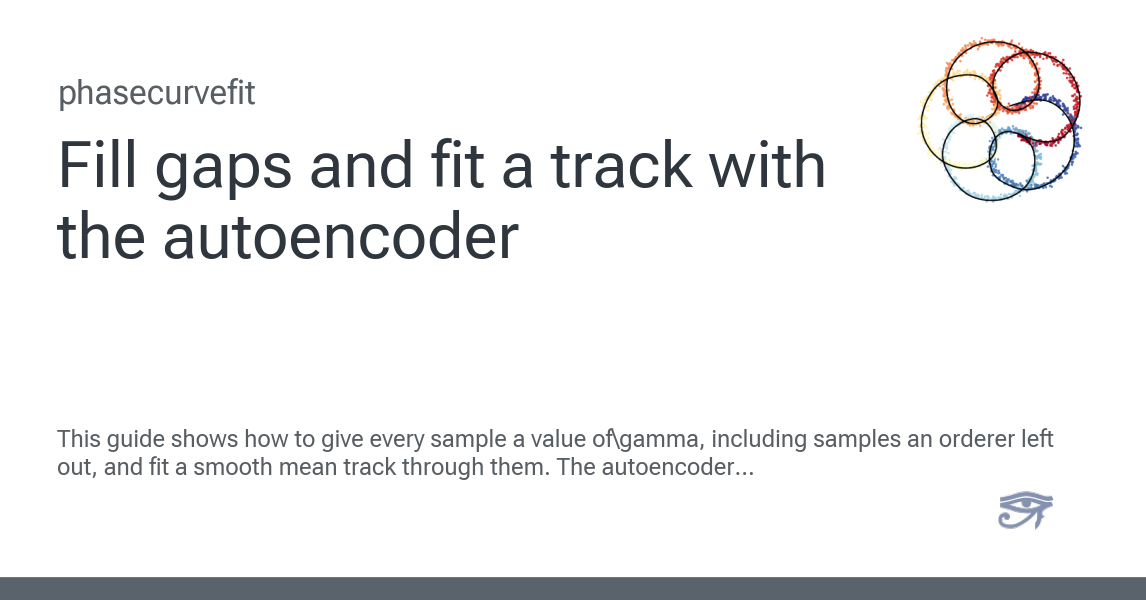 phasecurvefit
Fill gaps and fit a track with
the autoencoder
This guide shows how to give every sample a value of\gamma, including samples an orderer left
out, and fit a smooth mean track through them. The autoencoder...